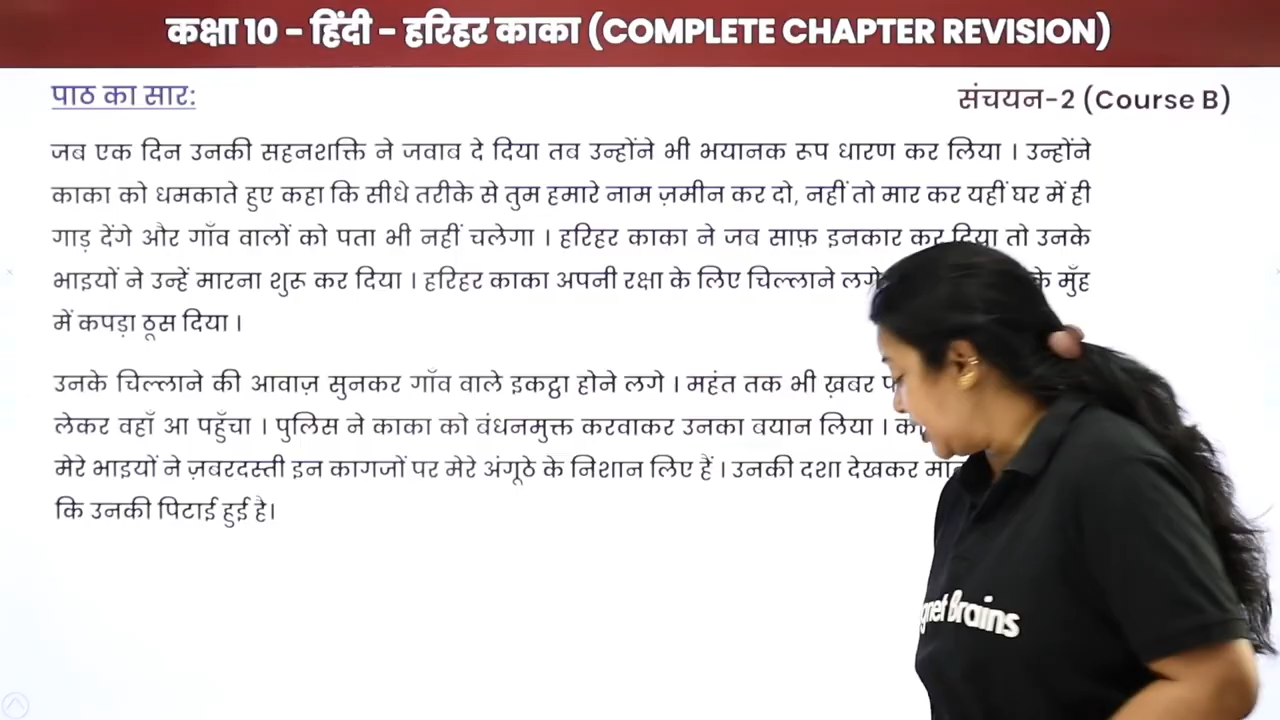 कक्षा 10 - हिंदी - हरिहर काका (COMPLETE CHAPTER REVISION)
पाठ का सार:
संचयन-2 (Course B)
जब एक दिन उनकी सहनशक्ति ने जवाब दे दिया तब उन्होंने भी भयानक रूप धारण कर लिया । उन्होंने
काका को धमकाते हुए कहा कि सीधे तरीके से तुम हमारे नाम ज़मीन कर दो, नहीं तो मार कर यहीं घर में ही
गाड़ देंगे और गाँव वालों को पता भी नहीं चलेगा । हरिहर काका ने जब साफ़ इनकार कर दिया तो उनके
भाइयों ने उन्हें मारना शुरू कर दिया । हरिहर काका अपनी रक्षा के लिए चिल्लाने लगे के मुँह
में कपड़ा ठूस दिया ।
उनके चिल्लाने की आवाज़ सुनकर गाँव वाले इकट्ठा होने लगे । महंत तक भी ख़बर
लेकर वहाँ आ पहुँचा । पुलिस ने काका को बंधनमुक्त करवाकर उनका बयान लिया ।
मेरे भाइयों ने ज़बरदस्ती इन कागजों पर मेरे अंगूठे के निशान लिए हैं । उनकी दशा देखकर
कि उनकी पिटाई हुई है।
Brains